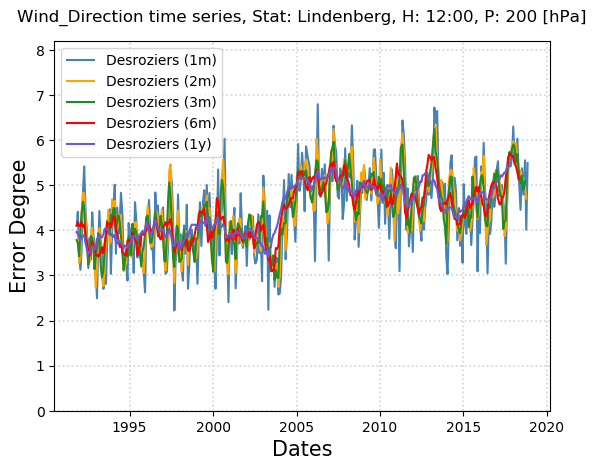 Wind_Direction time series, Stat: Lindenberg, H: 12:00, P: 200 [hPa]
Desroziers (1m)
Desroziers (2m)
Desroziers (3m)
Desroziers (6m)
Desroziers (1y)
Error Degree
8
7
6
5
4
3
2
1
0
1995 2000 2005 2010 2015 2020
Dates